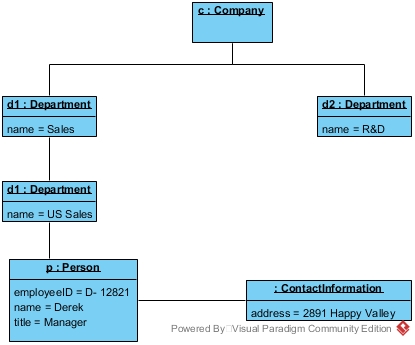 c : Company
d1 : Department
name = Sales
d2 : Department
name = R&D
d1 : Department
name = US Sales
p : Person
employeeID = D- 12821
name = Derek
title = Manager
: ContactInformation
address = 2891 Happy Valley
Powered By Visual Paradigm Community Edition